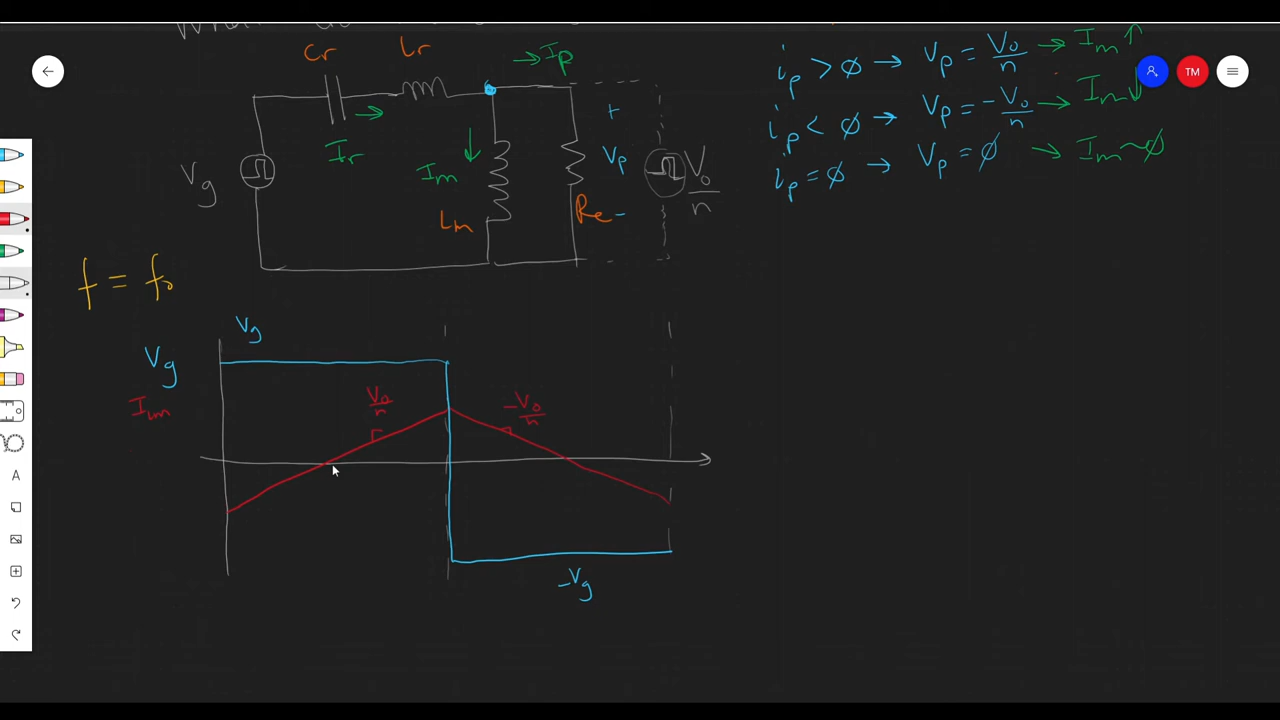 Cr
Lr
→ Ip
Ir
Im
Lm
Re
+
Vp
-
Vo/n
Vg
ip > ∅ → Vp = Vo/n → Im ↑
ip < ∅ → Vp = -Vo/n → Im ↓
ip = ∅ → Vp = ∅ → Im ~ ∅
TM
f = fo
Vg
Vg
Im
Vo/n
-Vo/n
-Vg
A